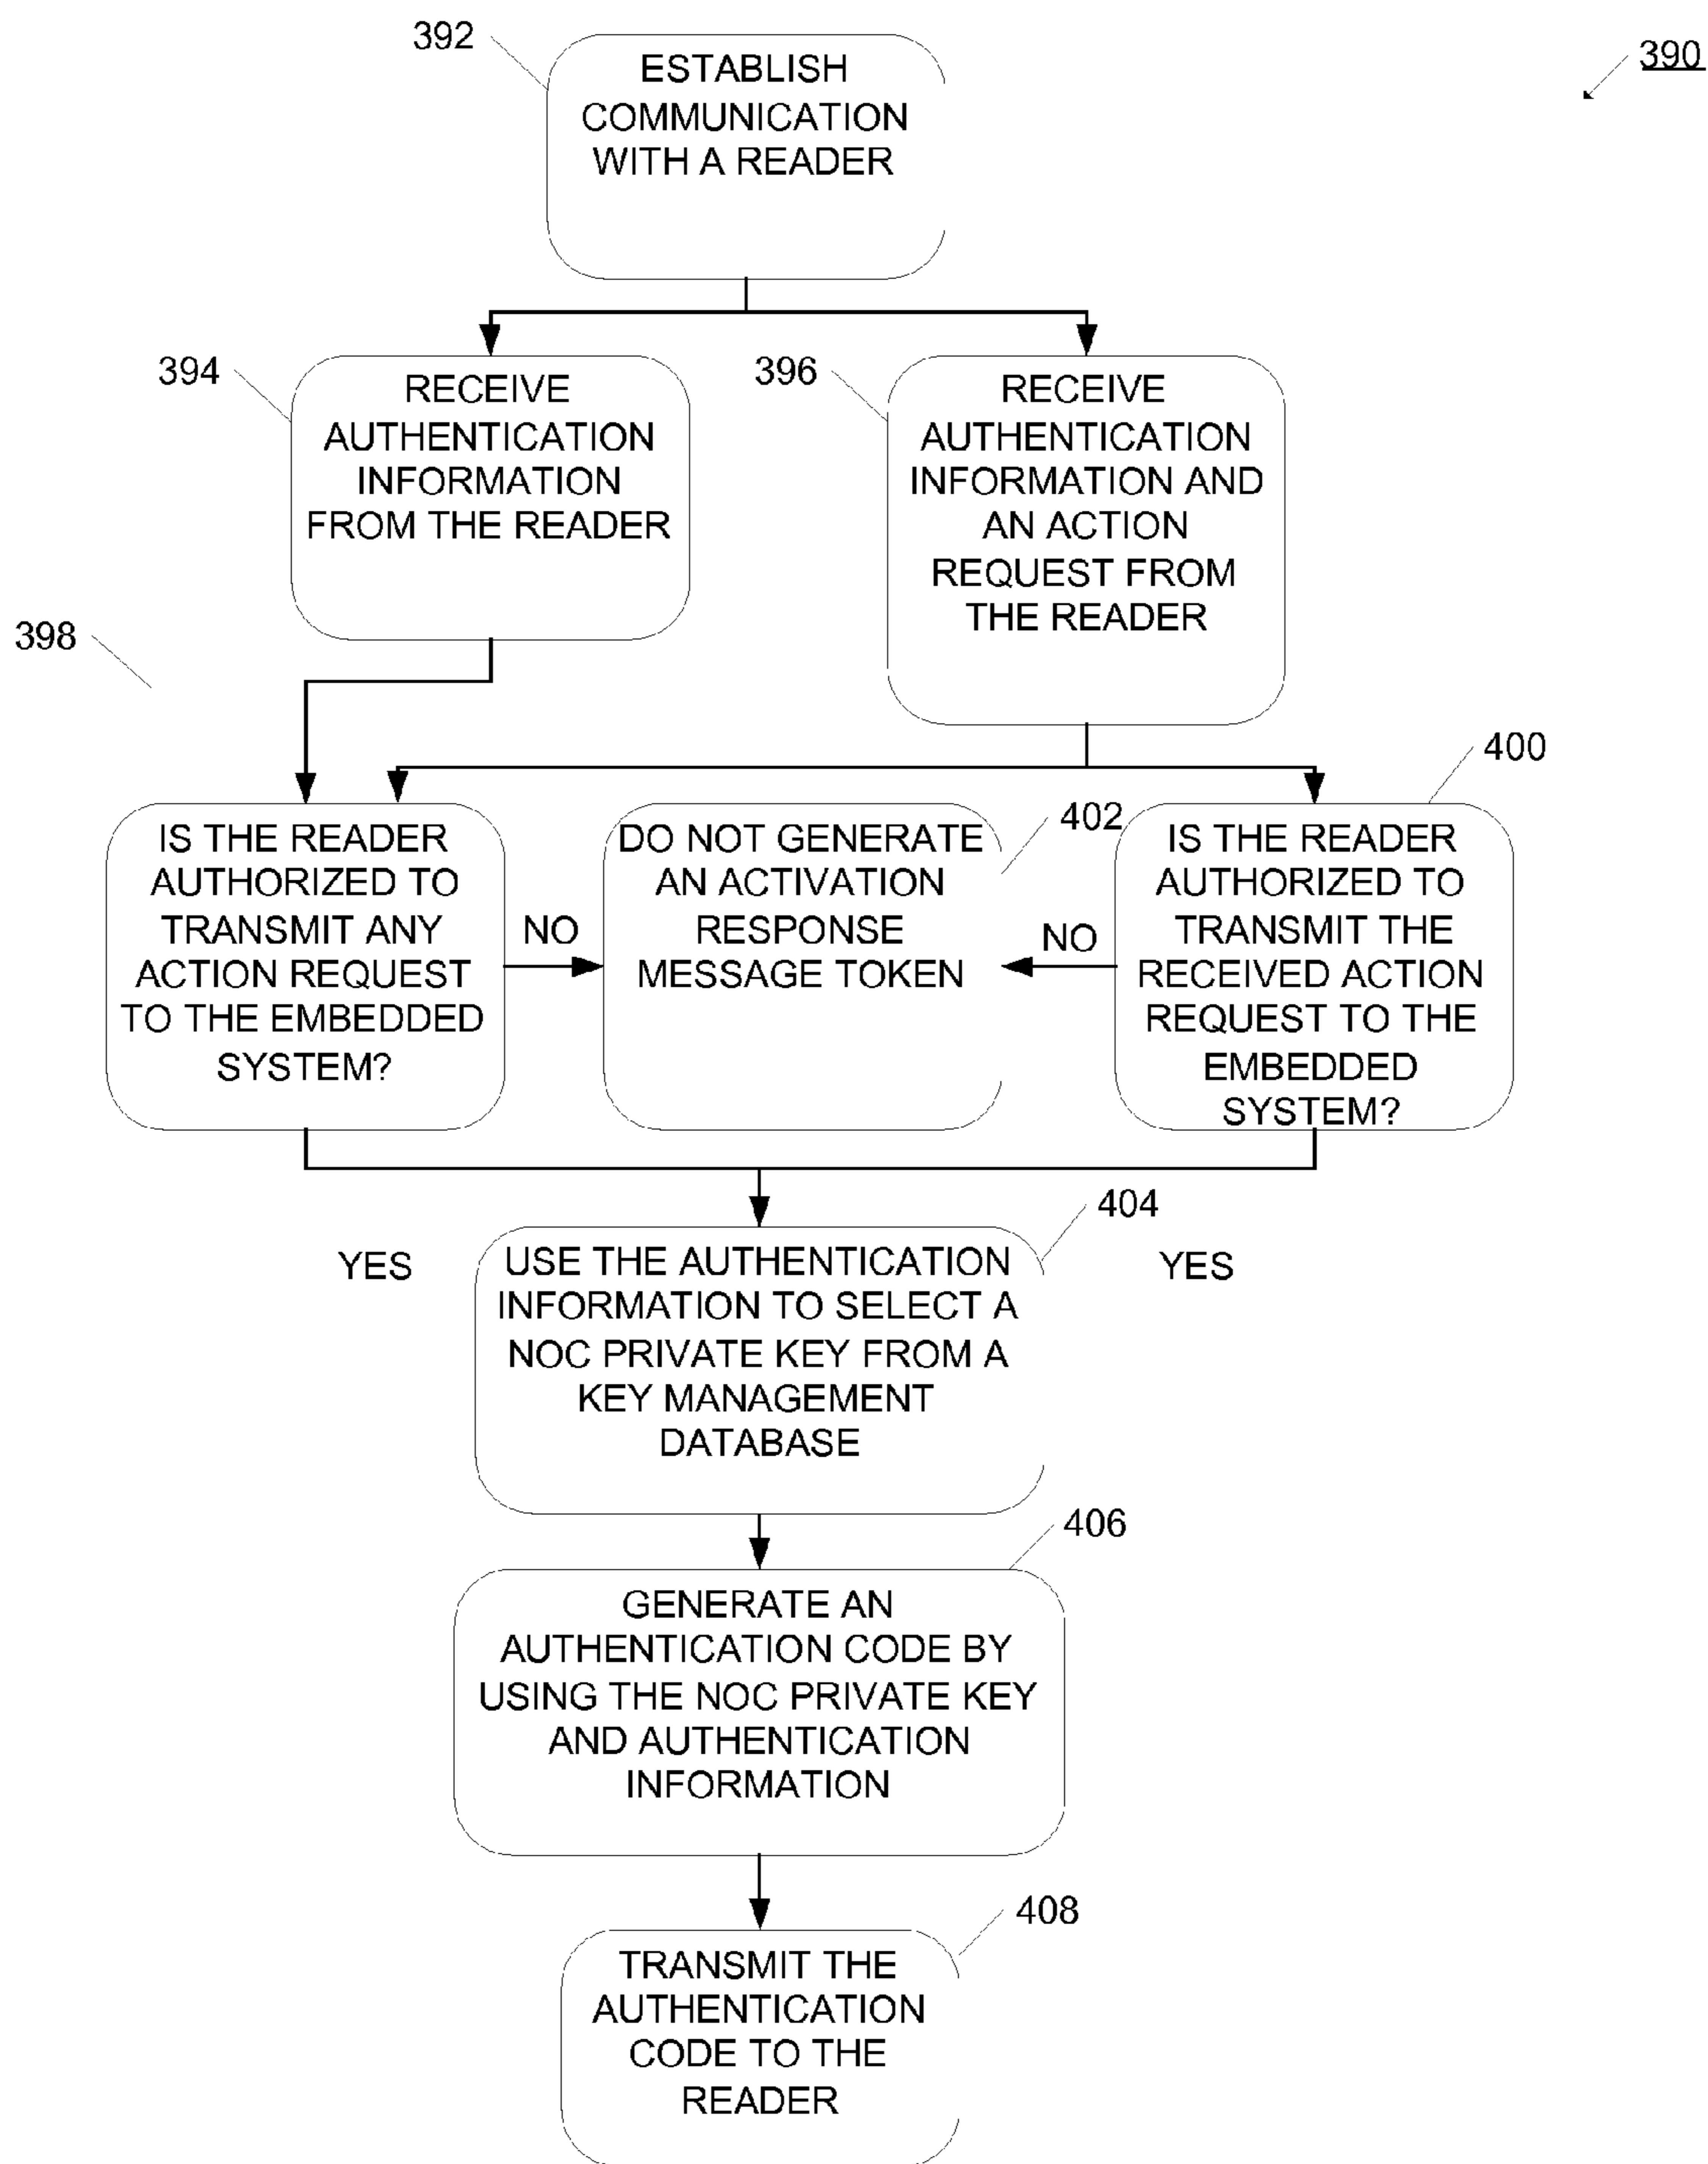 392
390
ESTABLISH
COMMUNICATION
WITH A READER
394
RECEIVE
AUTHENTICATION
INFORMATION
FROM THE READER
396
RECEIVE
AUTHENTICATION
INFORMATION AND
AN ACTION
REQUEST FROM
THE READER
398
400
IS THE READER
AUTHORIZED TO
TRANSMIT ANY
ACTION REQUEST
TO THE EMBEDDED
SYSTEM?
NO
402
DO NOT GENERATE
AN ACTIVATION
RESPONSE
MESSAGE TOKEN
NO
IS THE READER
AUTHORIZED TO
TRANSMIT THE
RECEIVED ACTION
REQUEST TO THE
EMBEDDED
SYSTEM?
404
YES
USE THE AUTHENTICATION
INFORMATION TO SELECT A
NOC PRIVATE KEY FROM A
KEY MANAGEMENT
DATABASE
YES
406
GENERATE AN
AUTHENTICATION CODE BY
USING THE NOC PRIVATE KEY
AND AUTHENTICATION
INFORMATION
408
TRANSMIT THE
AUTHENTICATION
CODE TO THE
READER